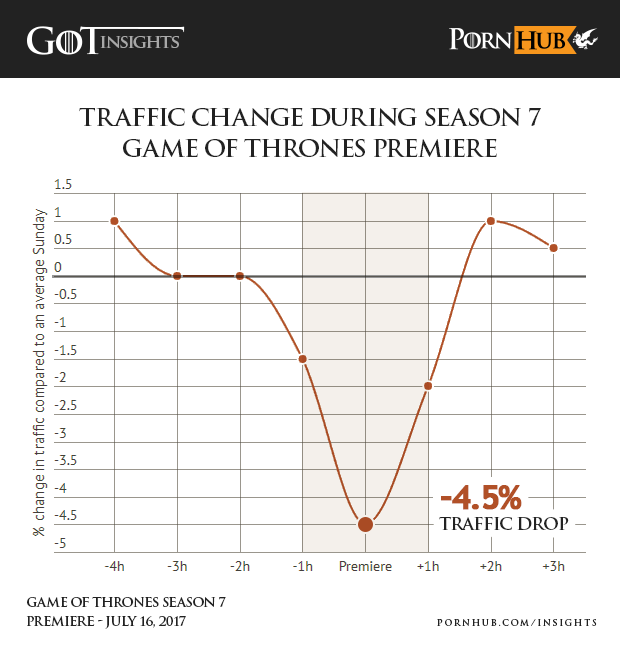 GOT INSIGHTS
PORNHUB
TRAFFIC CHANGE DURING SEASON 7
GAME OF THRONES PREMIERE
% change in traffic compared to an average Sunday
1.5
1
0.5
0
-0.5
-1
-1.5
-2
-2.5
-3
-3.5
-4
-4.5
-5
-4.5%
TRAFFIC DROP
-4h -3h -2h -1h Premiere +1h +2h +3h
GAME OF THRONES SEASON 7
PREMIERE - JULY 16, 2017
PORNHUB.COM/INSIGHTS